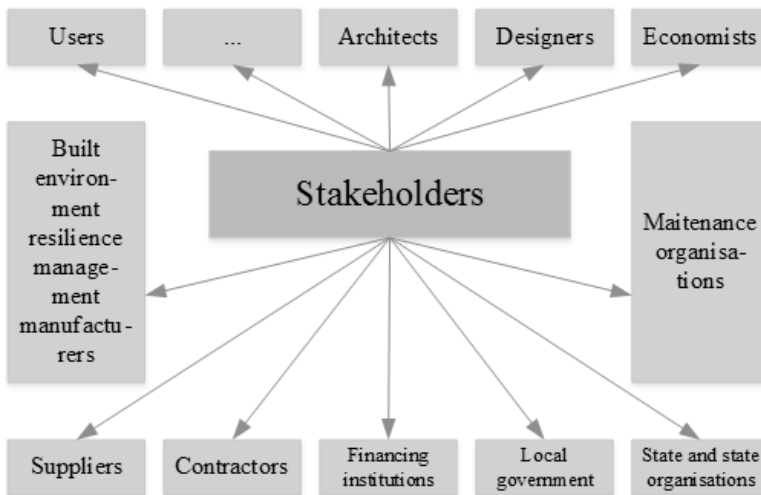 Users
...
Architects
Designers
Economists
Built
environ-
ment
resilience
manage-
ment
manufactu-
rers
Stakeholders
Maitenance
organisa-
tions
Suppliers
Contractors
Financing
institutions
Local
government
State and state
organisations